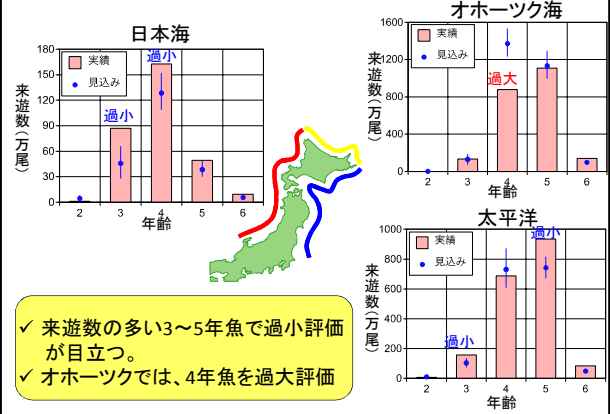 日本海
来遊数(万尾)
180
150
120
90
60
30
0
実績
見込み
過小
過小
2 3 4 5 6
年齢
オホーツク海
来遊数(万尾)
1600
1200
800
400
0
実績
見込み
過大
2 3 4 5 6
年齢
太平洋
来遊数(万尾)
1000
800
600
400
200
0
実績
見込み
過小
過小
2 3 4 5 6
年齢
✓ 来遊数の多い3～5年魚で過小評価
が目立つ。
✓ オホーツクでは、4年魚を過大評価